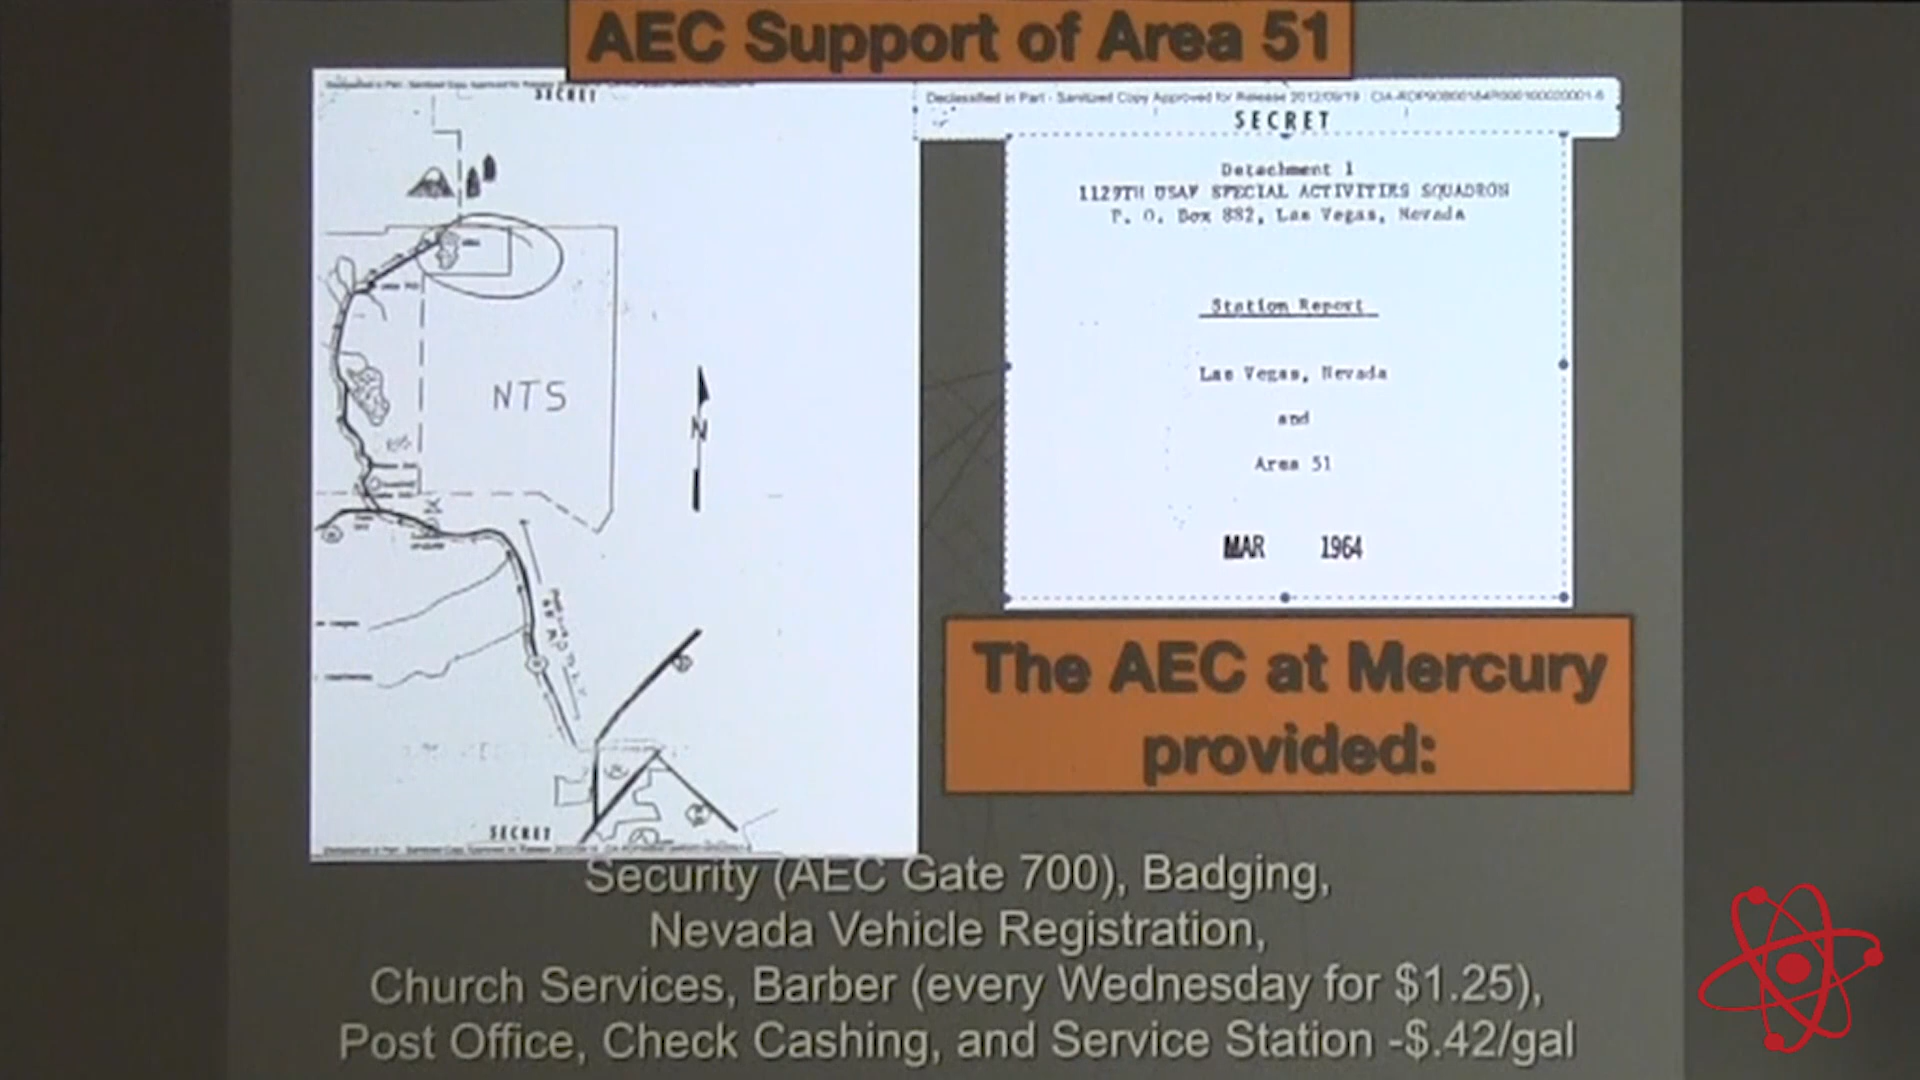 AEC Support of Area 51
SECRET
NTS
N
SECRET
Declassified in Part - Sanitized Copy Approved for Release 2012/09/19 : CIA-RDP90B00184R000100020001-6
SECRET
Detachment 1
1129TH USAF SPECIAL ACTIVITIES SQUADRON
P. O. Box 882, Las Vegas, Nevada
Station Report
Las Vegas, Nevada
and
Area 51
MAR 1964
The AEC at Mercury
provided:
Security (AEC Gate 700), Badging,
Nevada Vehicle Registration,
Church Services, Barber (every Wednesday for $1.25),
Post Office, Check Cashing, and Service Station -$.42/gal